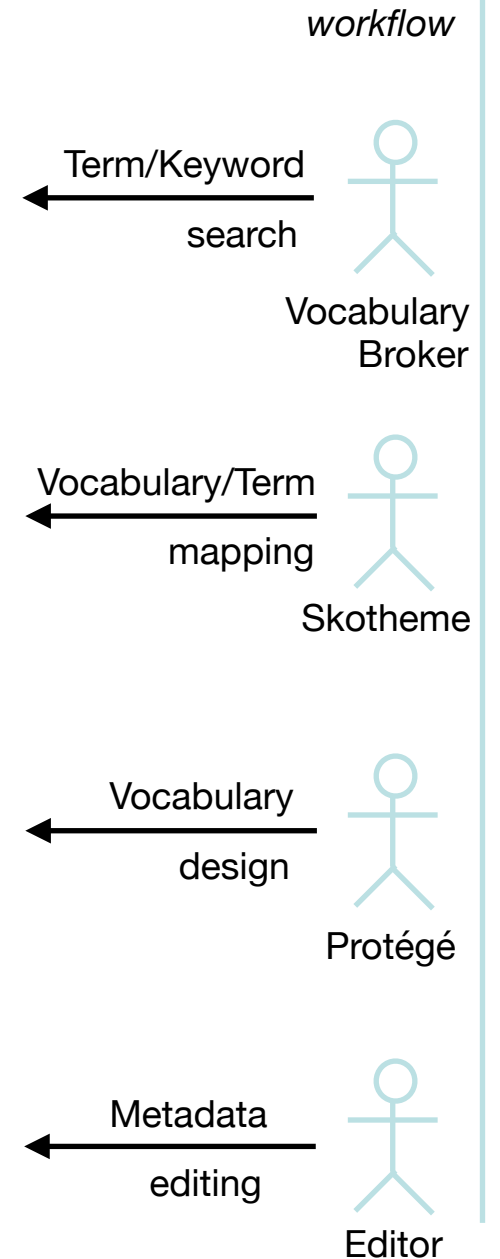 workflow
Term/Keyword
search
Vocabulary
Broker
Vocabulary/Term
mapping
Skotheme
Vocabulary
design
Protégé
Metadata
editing
Editor